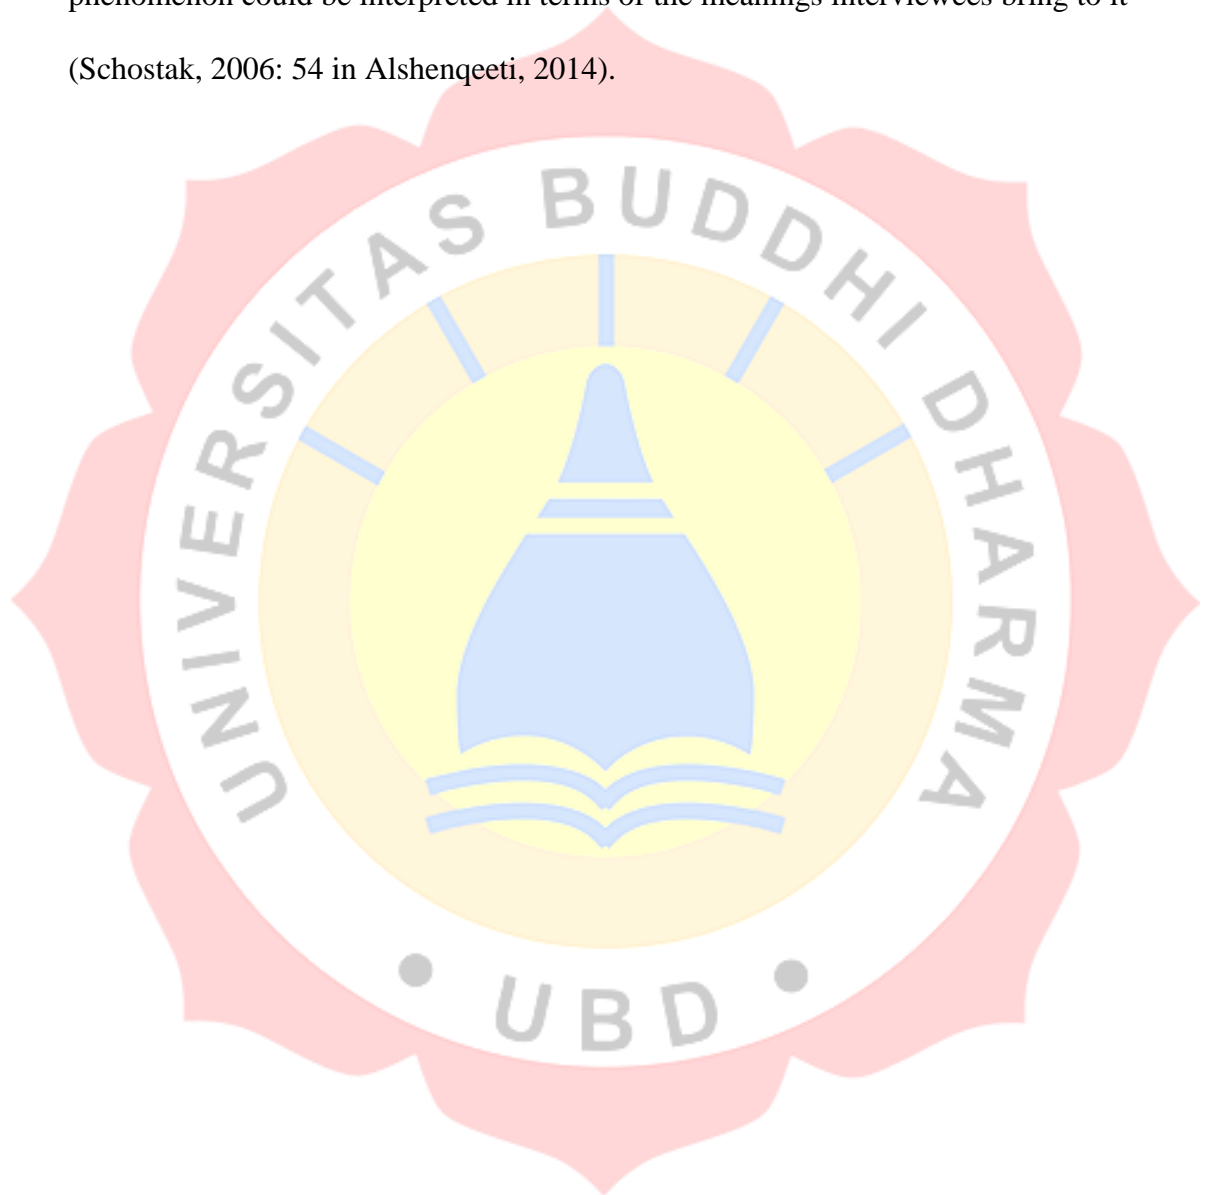 phenomenon could be interpreted in terms of the meanings interviewees bring to it
(Schostak, 2006: 54 in Alshenqeeti, 2014).
UNIVERSITAS BUDDHI DHARMA
• UBD •